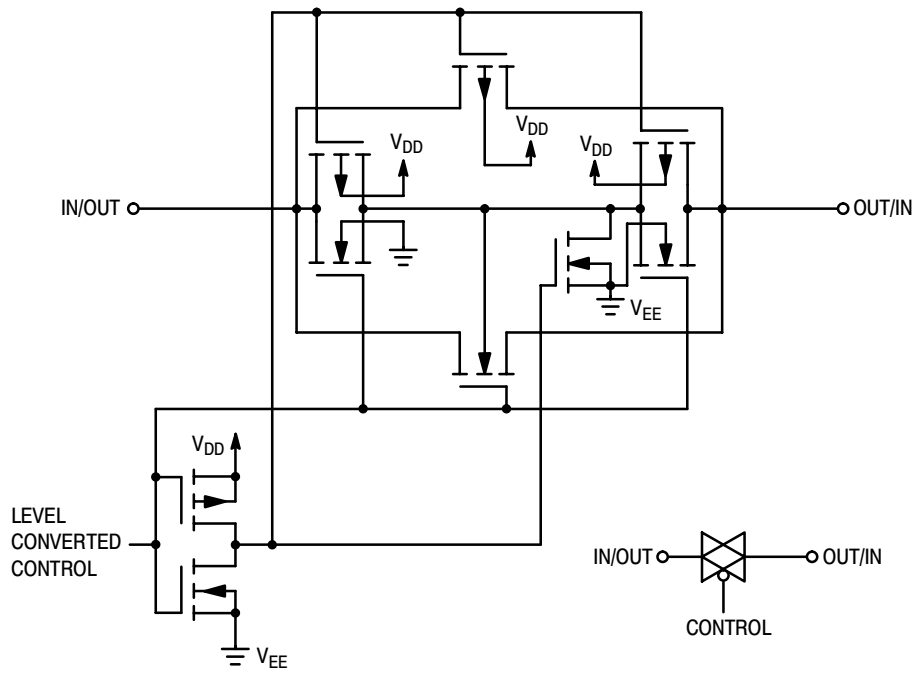 V_DD
V_DD
V_DD
IN/OUT
OUT/IN
V_EE
V_DD
LEVEL
CONVERTED
CONTROL
IN/OUT
OUT/IN
CONTROL
V_EE